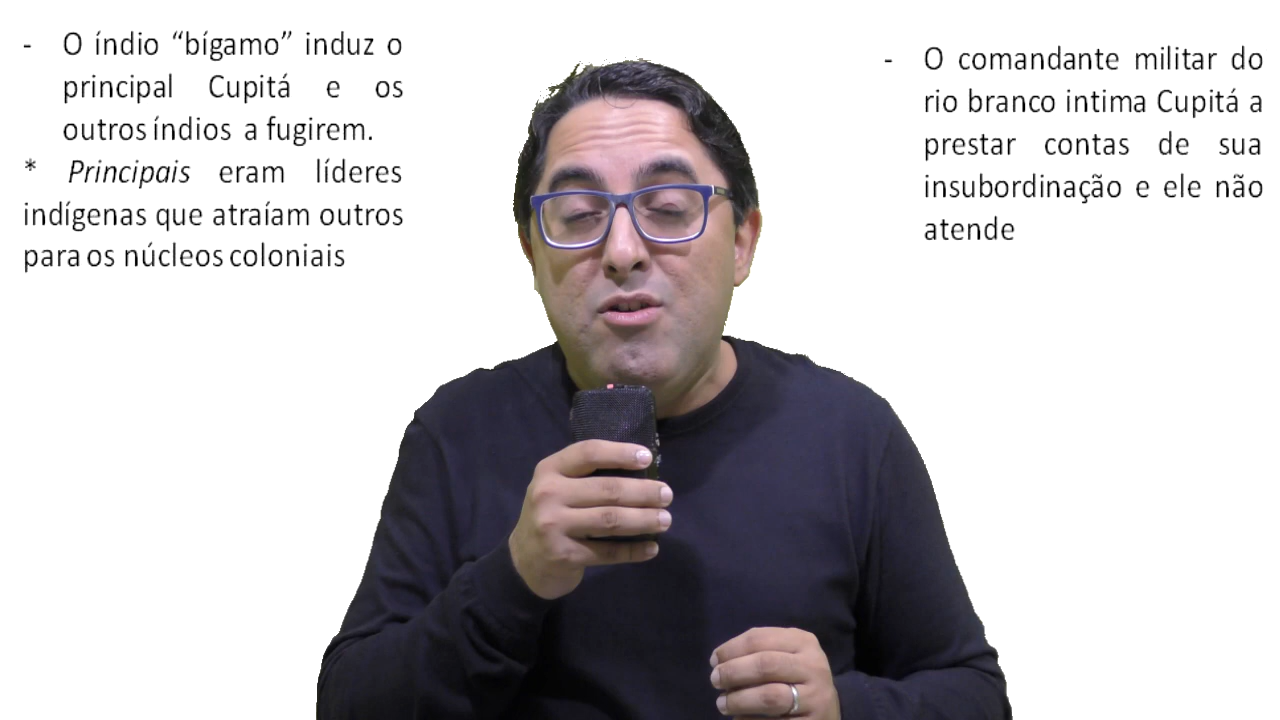 - O índio “bígamo” induz o
principal Cupitá e os
outros índios a fugirem.
* Principais eram líderes
indígenas que atraíam outros
para os núcleos coloniais
- O comandante militar do
rio branco intima Cupitá a
prestar contas de sua
insubordinação e ele não
atende